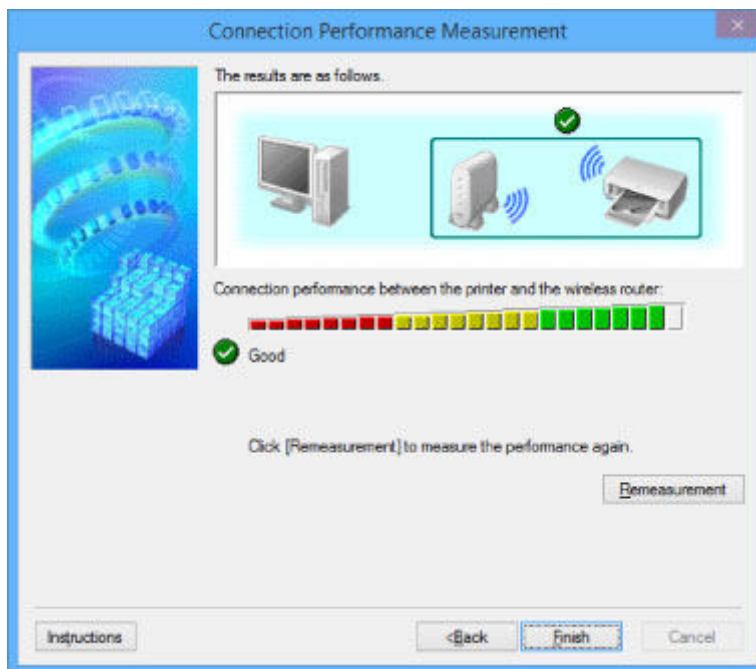 Connection Performance Measurement
The results are as follows.
Connection performance between the printer and the wireless router:
Good
Click [Remeasurement] to measure the performance again.
Remeasurement
Instructions
<Back
Finish
Cancel